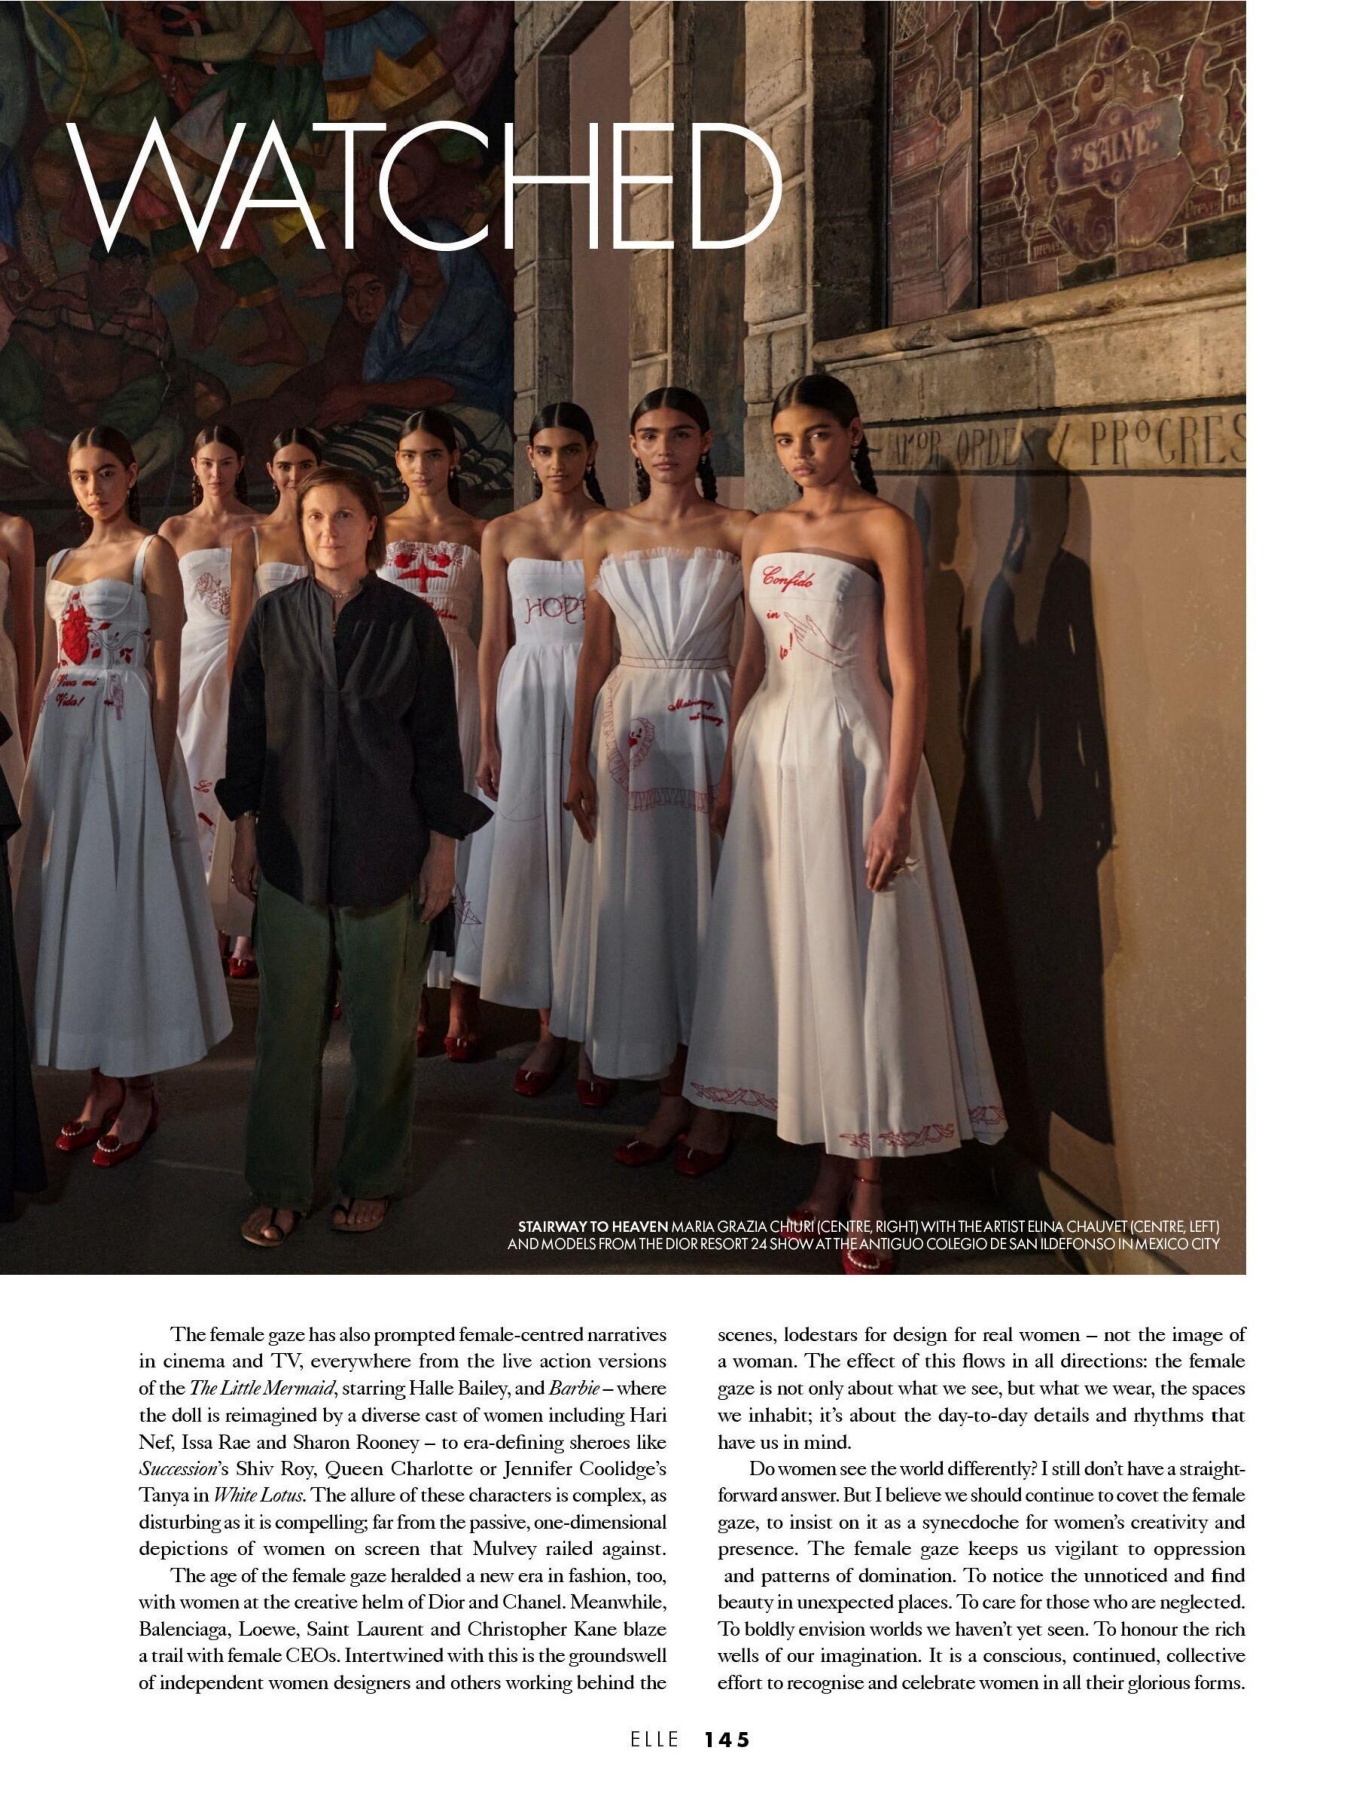 WATCHED
"SALVE"
AMOR ORDEN Y PROGRES
Confido
in
HOPE
Viva mi
Vida!
STAIRWAY TO HEAVEN MARIA GRAZIA CHIURI (CENTRE, RIGHT) WITH THE ARTIST ELINA CHAUVET (CENTRE, LEFT)
AND MODELS FROM THE DIOR RESORT 24 SHOW AT THE ANTIGUO COLEGIO DE SAN ILDEFONSO IN MEXICO CITY
The female gaze has also prompted female-centred narratives
in cinema and TV, everywhere from the live action versions
of the The Little Mermaid, starring Halle Bailey, and Barbie – where
the doll is reimagined by a diverse cast of women including Hari
Nef, Issa Rae and Sharon Rooney – to era-defining sheroes like
Succession's Shiv Roy, Queen Charlotte or Jennifer Coolidge's
Tanya in White Lotus. The allure of these characters is complex, as
disturbing as it is compelling; far from the passive, one-dimensional
depictions of women on screen that Mulvey railed against.
The age of the female gaze heralded a new era in fashion, too,
with women at the creative helm of Dior and Chanel. Meanwhile,
Balenciaga, Loewe, Saint Laurent and Christopher Kane blaze
a trail with female CEOs. Intertwined with this is the groundswell
of independent women designers and others working behind the
scenes, lodestars for design for real women – not the image of
a woman. The effect of this flows in all directions: the female
gaze is not only about what we see, but what we wear, the spaces
we inhabit; it's about the day-to-day details and rhythms that
have us in mind.
Do women see the world differently? I still don't have a straight-
forward answer. But I believe we should continue to covet the female
gaze, to insist on it as a synecdoche for women's creativity and
presence. The female gaze keeps us vigilant to oppression
and patterns of domination. To notice the unnoticed and find
beauty in unexpected places. To care for those who are neglected.
To boldly envision worlds we haven't yet seen. To honour the rich
wells of our imagination. It is a conscious, continued, collective
effort to recognise and celebrate women in all their glorious forms.
ELLE 145